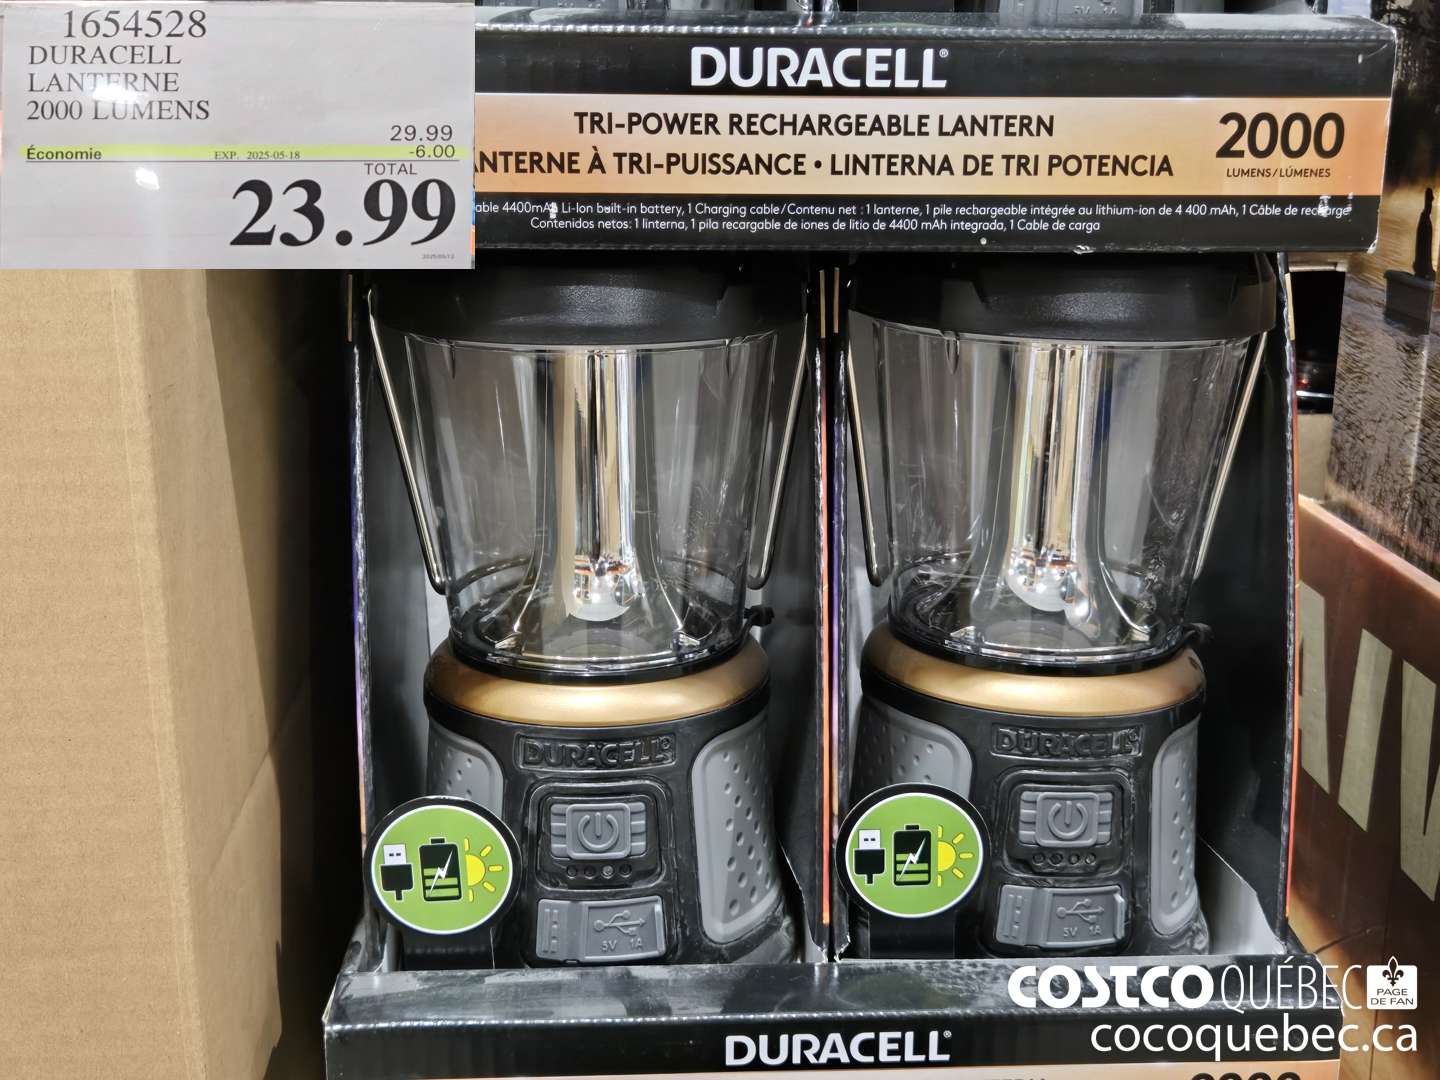 1654528
DURACELL
LANTERNE
2000 LUMENS
29.99
Économie EXP. 2025-05-18 -6.00
TOTAL
23.99
DURACELL®
TRI-POWER RECHARGEABLE LANTERN
ANTERNE À TRI-PUISSANCE • LINTERNA DE TRI POTENCIA
2000
LUMENS/LÚMENES
able 4400mAh Li-Ion built-in battery, 1 Charging cable/Contenu net : 1 lanterne, 1 pile rechargeable intégrée au lithium-ion de 4 400 mAh, 1 Câble de recharge
Contenidos netos: 1 linterna, 1 pila recargable de iones de litio de 4400 mAh integrada, 1 Cable de carga
DURACELL®
5V 1A
DURACELL®
5V 1A
COSTCO QUÉBEC
PAGE
DE FAN
cocoquebec.ca
DURACELL®
2000